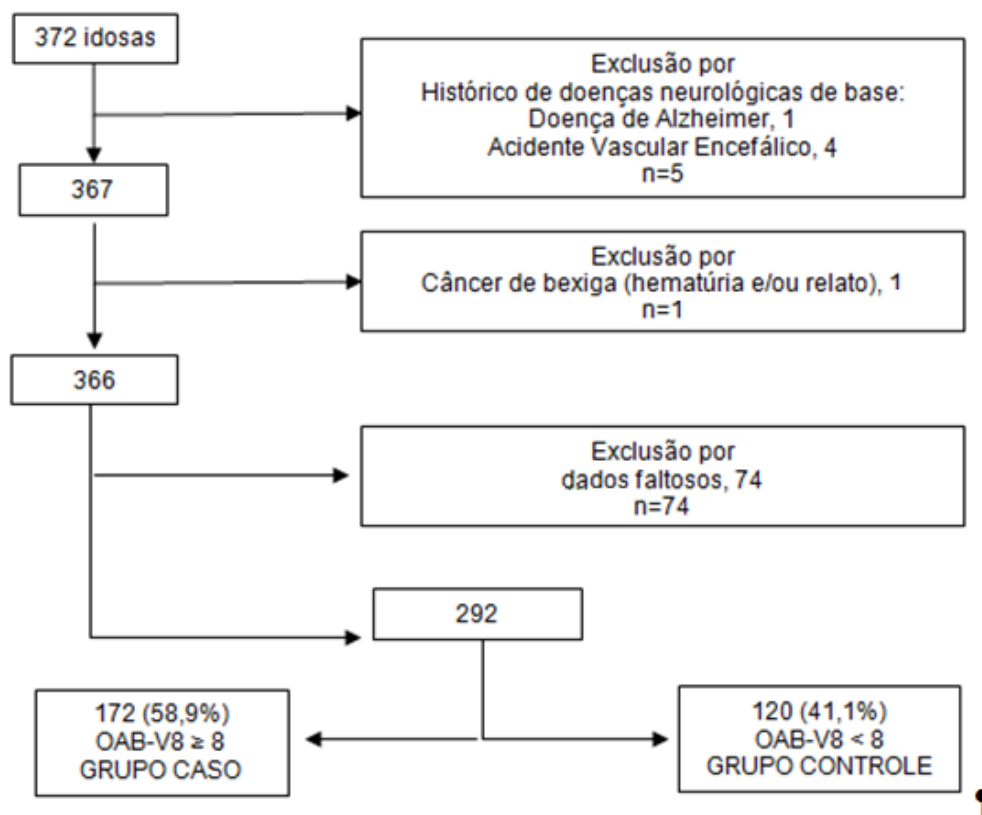 372 idosas
Exclusão por
Histórico de doenças neurológicas de base:
Doença de Alzheimer, 1
Acidente Vascular Encefálico, 4
n=5
367
Exclusão por
Câncer de bexiga (hematúria e/ou relato), 1
n=1
366
Exclusão por
dados faltosos, 74
n=74
292
172 (58,9%)
OAB-V8 ≥ 8
GRUPO CASO
120 (41,1%)
OAB-V8 < 8
GRUPO CONTROLE